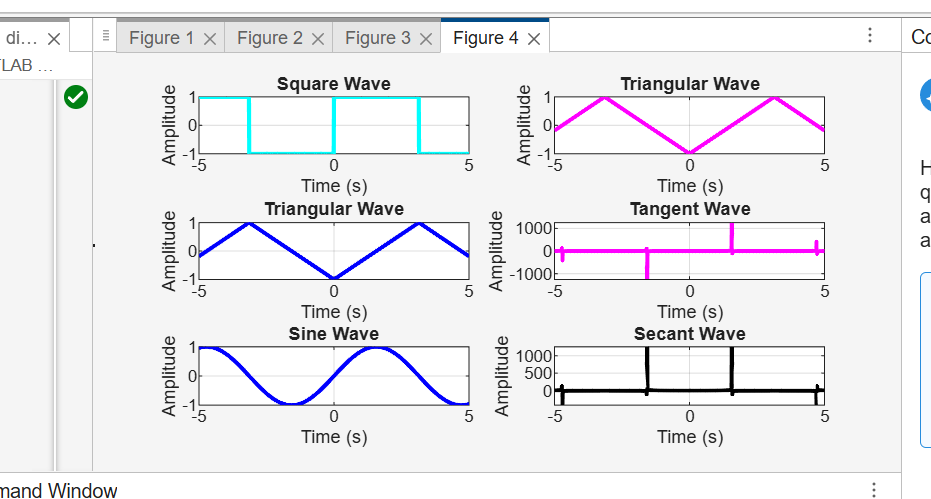 di...
Figure 1
Figure 2
Figure 3
Figure 4
Co
TLAB ...
Square Wave
Amplitude
1
0
-1
-5
0
5
Time (s)
Triangular Wave
Amplitude
1
0
-1
-5
0
5
Time (s)
Triangular Wave
Amplitude
1
0
-1
-5
0
5
Time (s)
Tangent Wave
Amplitude
1000
0
-1000
-5
0
5
Time (s)
Sine Wave
Amplitude
1
0
-1
-5
0
5
Time (s)
Secant Wave
Amplitude
1000
500
0
-5
0
5
Time (s)
H
q
a
a
mand Window